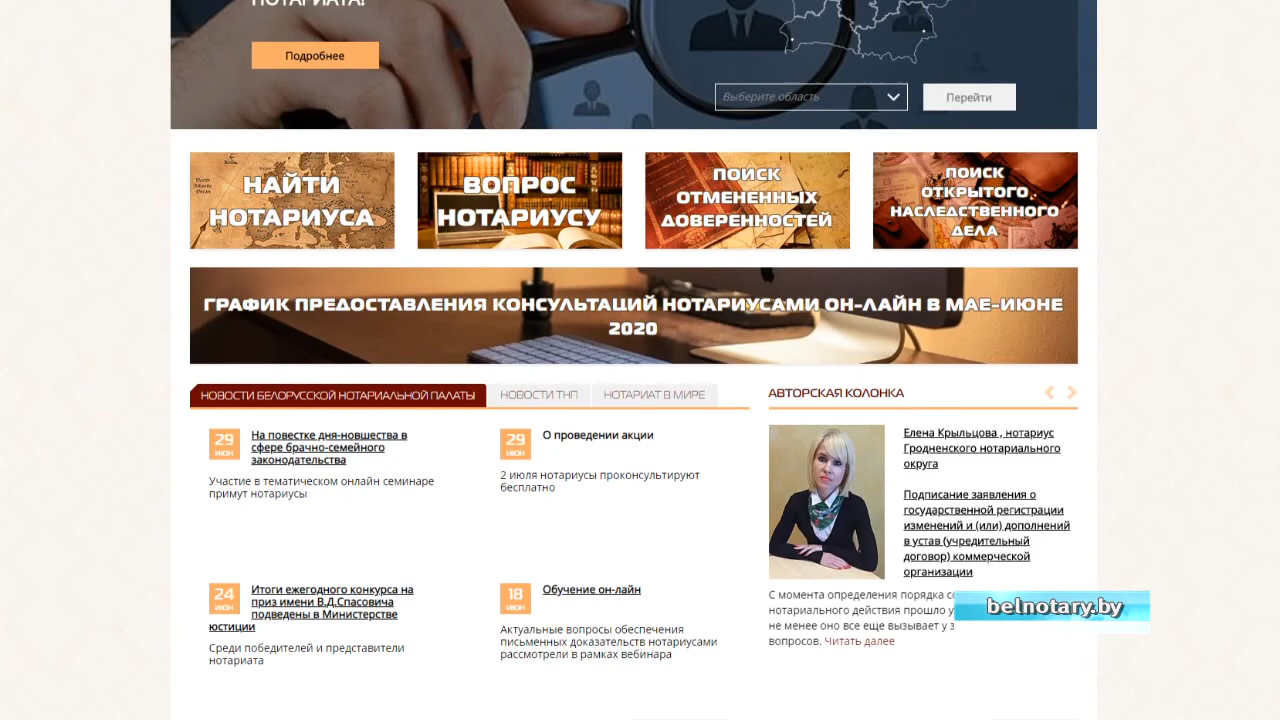 НОТАРИАТА!
Подробнее
Выберите область
Перейти
НАЙТИ
НОТАРИУСА
ВОПРОС
НОТАРИУСУ
ПОИСК
ОТМЕНЕННЫХ
ДОВЕРЕННОСТЕЙ
ПОИСК
ОТКРЫТОГО
НАСЛЕДСТВЕННОГО
ДЕЛА
ГРАФИК ПРЕДОСТАВЛЕНИЯ КОНСУЛЬТАЦИЙ НОТАРИУСАМИ ОН-ЛАЙН В МАЕ-ИЮНЕ
2020
НОВОСТИ БЕЛОРУССКОЙ НОТАРИАЛЬНОЙ ПАЛАТЫ
НОВОСТИ ТНП
НОТАРИАТ В МИРЕ
29
ИЮН
На повестке дня-новшества в
сфере брачно-семейного
законодательства
Участие в тематическом онлайн семинаре
примут нотариусы
29
ИЮН
О проведении акции
2 июля нотариусы проконсультируют
бесплатно
24
ИЮН
Итоги ежегодного конкурса на
приз имени В.Д.Спасовича
подведены в Министерстве
юстиции
Среди победителей и представители
нотариата
18
ИЮН
Обучение он-лайн
Актуальные вопросы обеспечения
письменных доказательств нотариусами
рассмотрели в рамках вебинара
АВТОРСКАЯ КОЛОНКА
Елена Крыльцова , нотариус
Гродненского нотариального
округа
Подписание заявления о
государственной регистрации
изменений и (или) дополнений
в устав (учредительный
договор) коммерческой
организации
С момента определения порядка
нотариального действия прошло
не менее оно все еще вызывает у
вопросов. Читать далее
belnotary.by